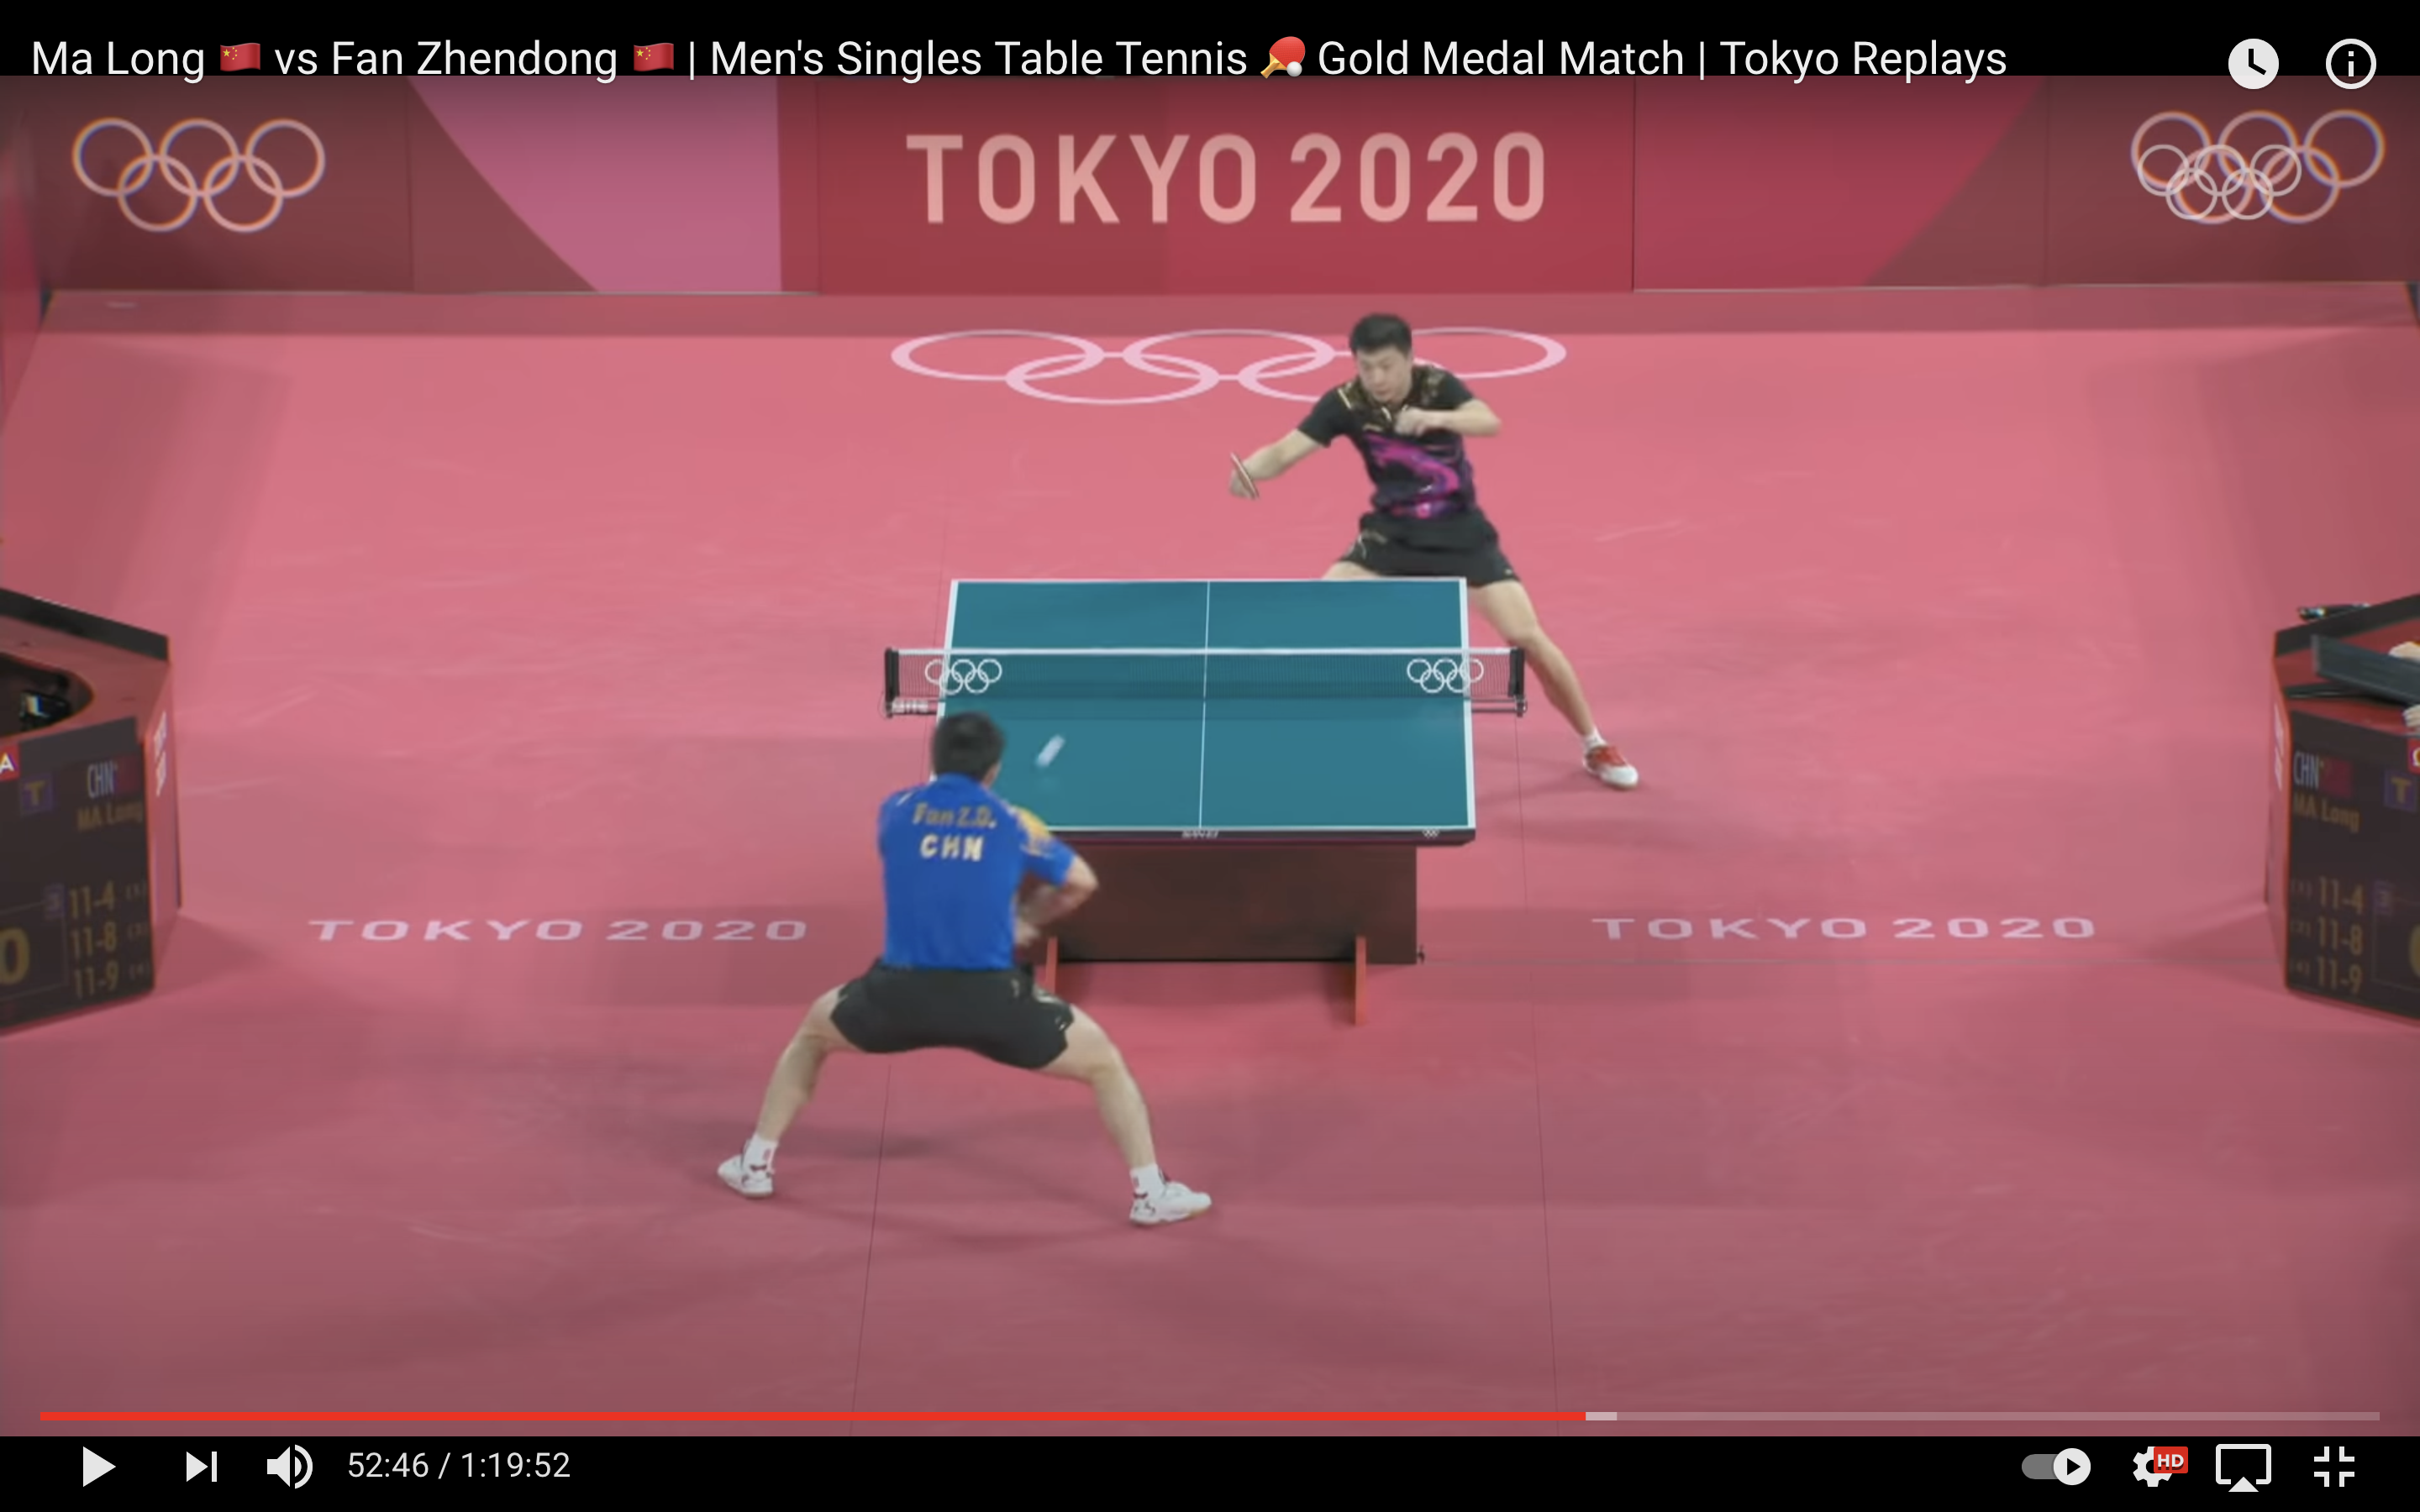 Ma Long 🇨🇳 vs Fan Zhendong 🇨🇳 | Men's Singles Table Tennis 🏓 Gold Medal Match | Tokyo Replays
TOKYO 2020
Fan Z.D.
CHN
CHN
MA Long
T
11-4
11-8
11-9
0
A
CHN
MA Long
T
11-4
11-8
11-9
TOKYO 2020
TOKYO 2020
52:46 / 1:19:52
HD